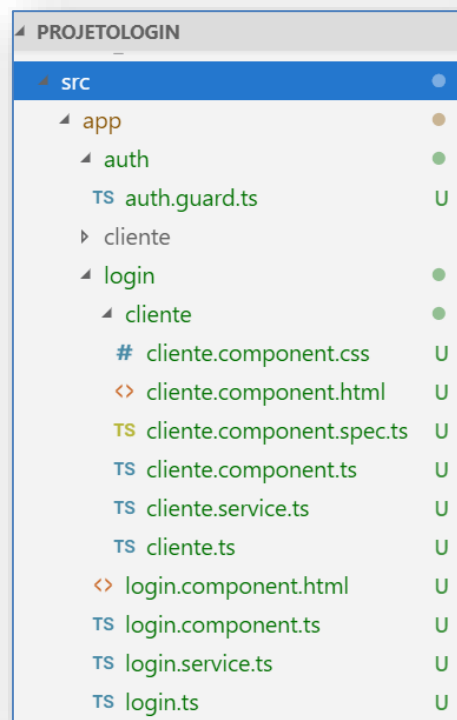 PROJETOLOGIN
src
app
auth
TS auth.guard.ts U
cliente
login
cliente
# cliente.component.css U
<> cliente.component.html U
TS cliente.component.spec.ts U
TS cliente.component.ts U
TS cliente.service.ts U
TS cliente.ts U
<> login.component.html U
TS login.component.ts U
TS login.service.ts U
TS login.ts U